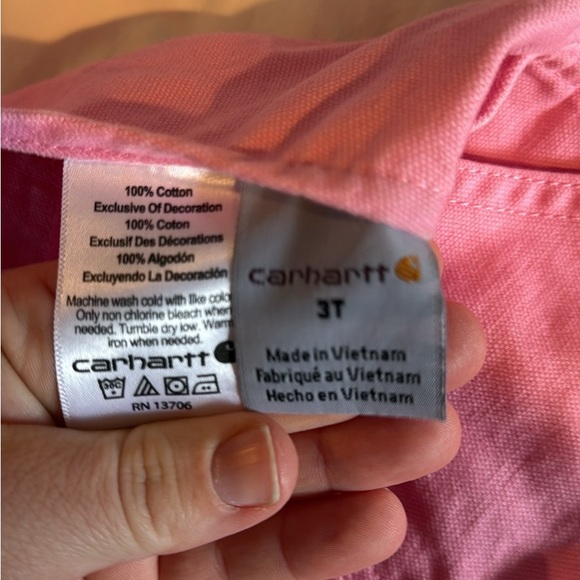 100% Cotton
Exclusive Of Decoration
100% Coton
Exclusif Des Décorations
100% Algodón
Excluyendo La Decoración
Machine wash cold with like
Only non chlorine bleach when
needed. Tumble dry low. Warm
iron when needed.
carhartt
30C
RN 13706
carhartt
3T
Made in Vietnam
Fabriqué au Vietnam
Hecho en Vietnam